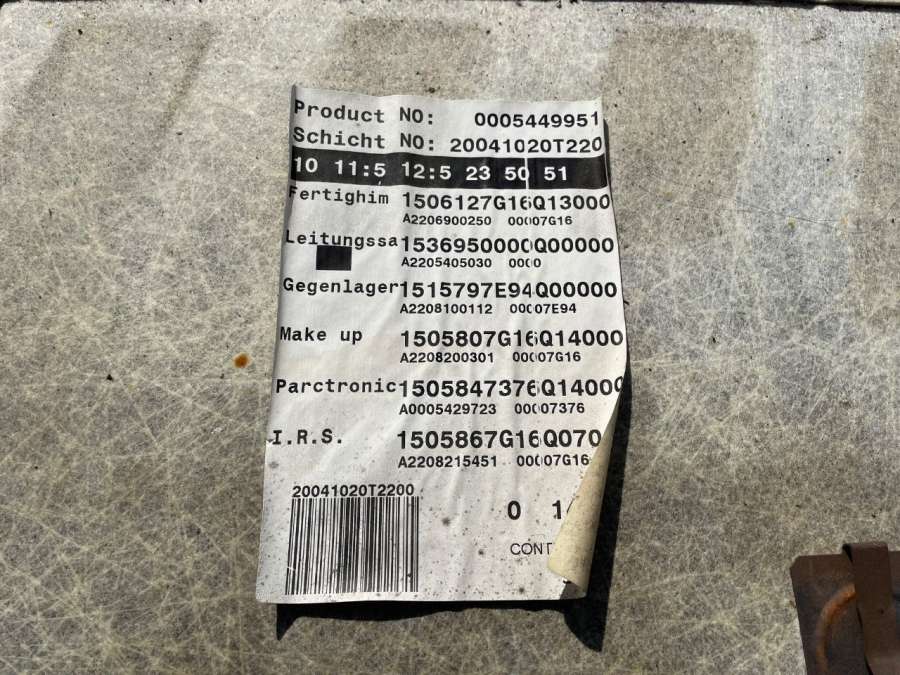 Product NO: 0005449951
Schicht NO: 20041020T220
10 11:5 12:5 23 50 51
Fertighim 1506127G16Q13000
A2206900250 00007G16
Leitungssa 1536950000Q00000
A2205405030 0000
Gegenlager 1515797E94Q00000
A2208100112 00007E94
Make up 1505807G16Q14000
A2208200301 00007G16
Parctronic 1505847376Q14000
A0005429723 00007376
I.R.S. 1505867G16Q070
A2208215451 00007G16
20041020T2200
0 1
CONT